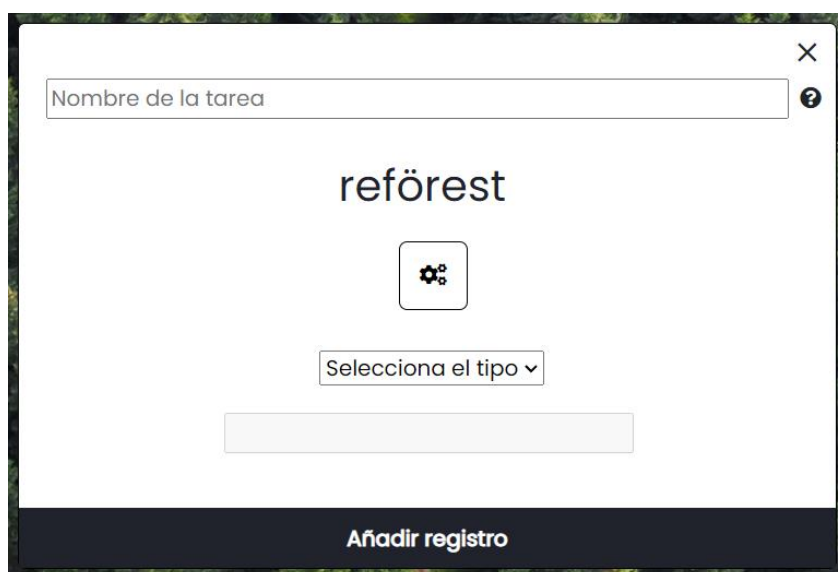 Nombre de la tarea
reförest
Selecciona el tipo
Añadir registro